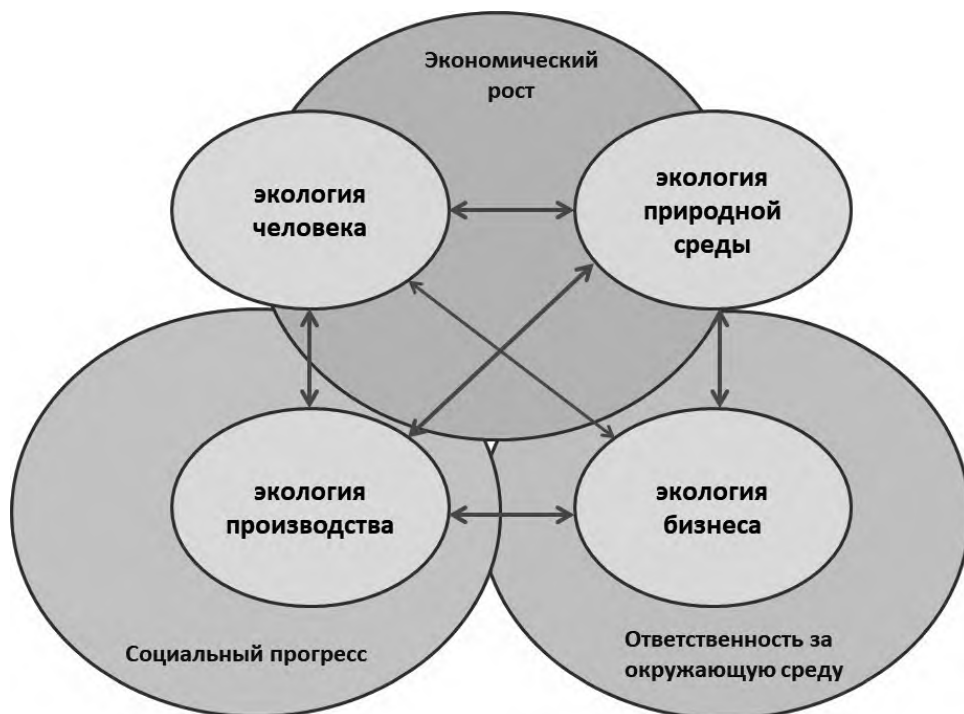 Экономический
рост
экология
человека
экология
природной
среды
экология
производства
экология
бизнеса
Социальный прогресс
Ответственность за
окружающую среду